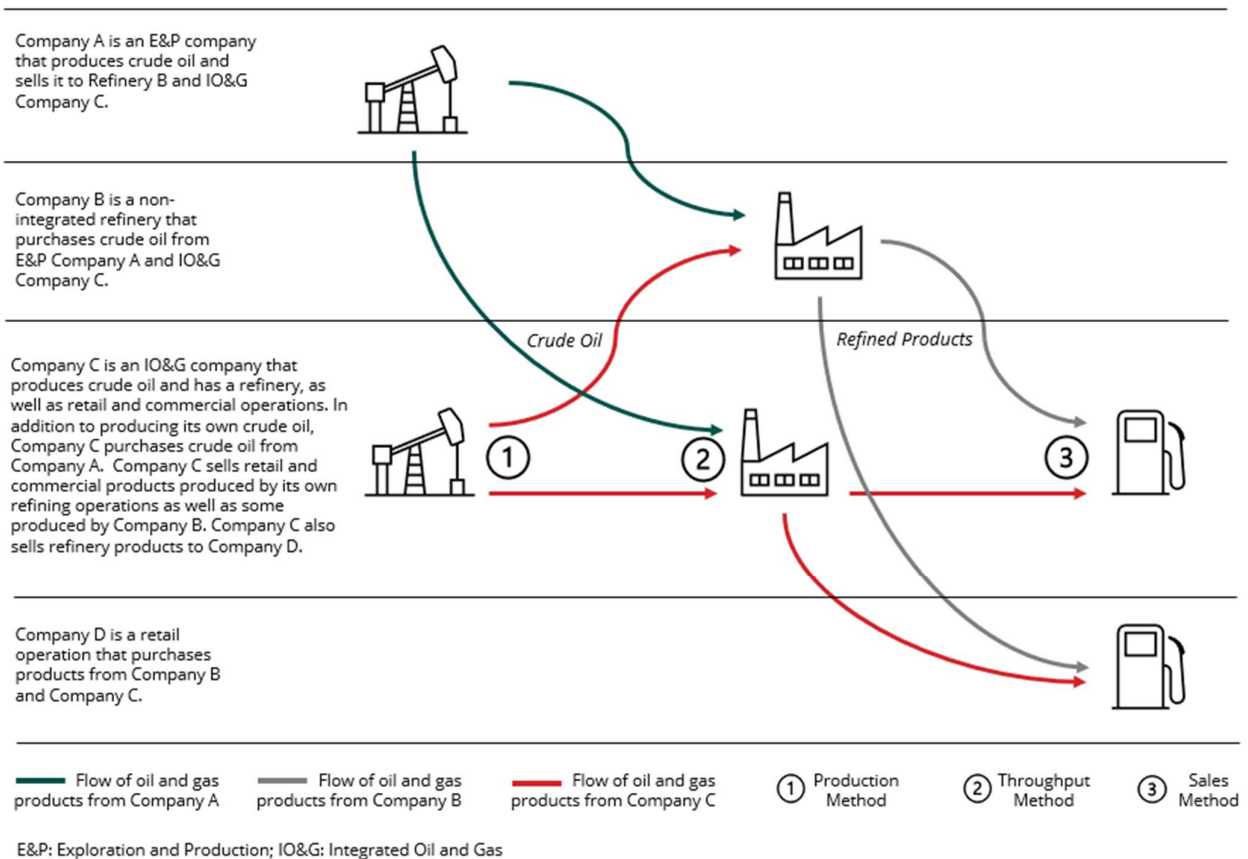 Company A is an E&P company
that produces crude oil and
sells it to Refinery B and IO&G
Company C.
Company B is a non-
integrated refinery that
purchases crude oil from
E&P Company A and IO&G
Company C.
Crude Oil
Refined Products
Company C is an IO&G company that
produces crude oil and has a refinery, as
well as retail and commercial operations. In
addition to producing its own crude oil,
Company C purchases crude oil from
Company A.  Company C sells retail and
commercial products produced by its own
refining operations as well as some
produced by Company B. Company C also
sells refinery products to Company D.
1
2
3
Company D is a retail
operation that purchases
products from Company B
and Company C.
Flow of oil and gas
products from Company A
Flow of oil and gas
products from Company B
Flow of oil and gas
products from Company C
1 Production
Method
2 Throughput
Method
3 Sales
Method
E&P: Exploration and Production; IO&G: Integrated Oil and Gas